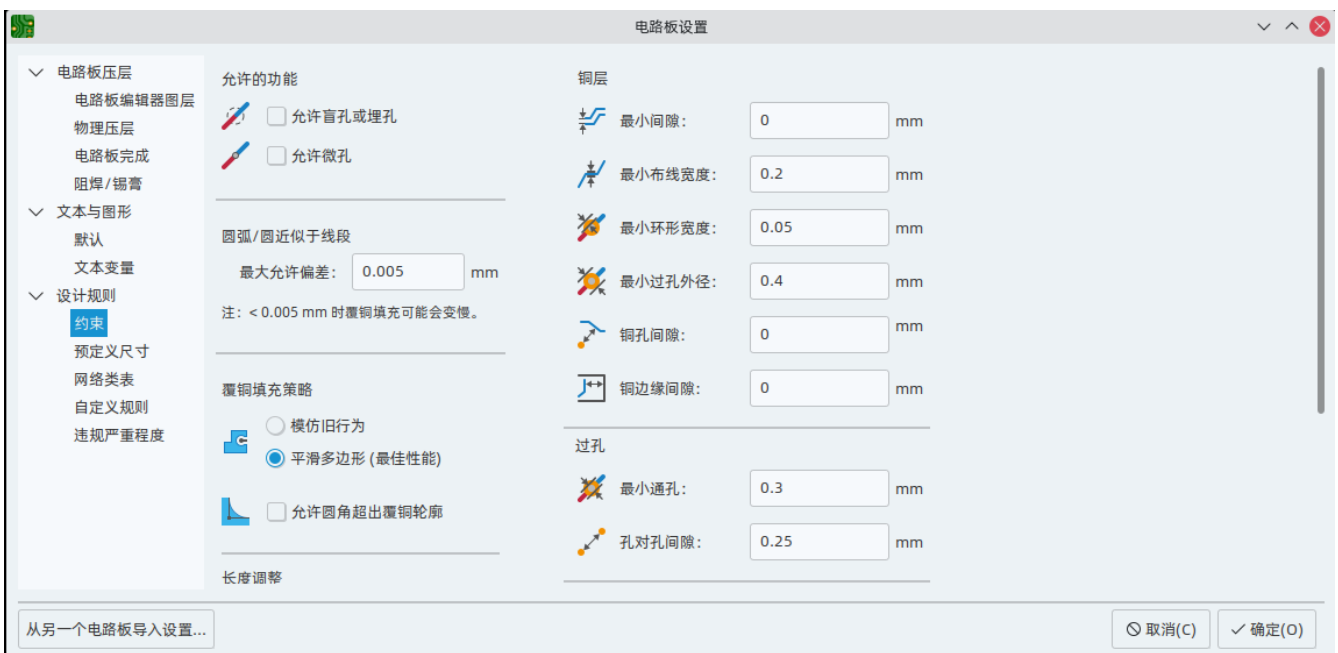 电路板设置
电路板压层
电路板编辑器图层
物理压层
电路板完成
阻焊/锡膏
文本与图形
默认
文本变量
设计规则
约束
预定义尺寸
网络类表
自定义规则
违规严重程度
允许的功能
允许盲孔或埋孔
允许微孔
圆弧/圆近似于线段
最大允许偏差： 0.005 mm
注：< 0.005 mm 时覆铜填充可能会变慢。
覆铜填充策略
模仿旧行为
平滑多边形 (最佳性能)
允许圆角超出覆铜轮廓
长度调整
铜层
最小间隙： 0 mm
最小布线宽度： 0.2 mm
最小环形宽度： 0.05 mm
最小过孔外径： 0.4 mm
铜孔间隙： 0 mm
铜边缘间隙： 0 mm
过孔
最小通孔： 0.3 mm
孔对孔间隙： 0.25 mm
从另一个电路板导入设置...
取消(C)
确定(O)